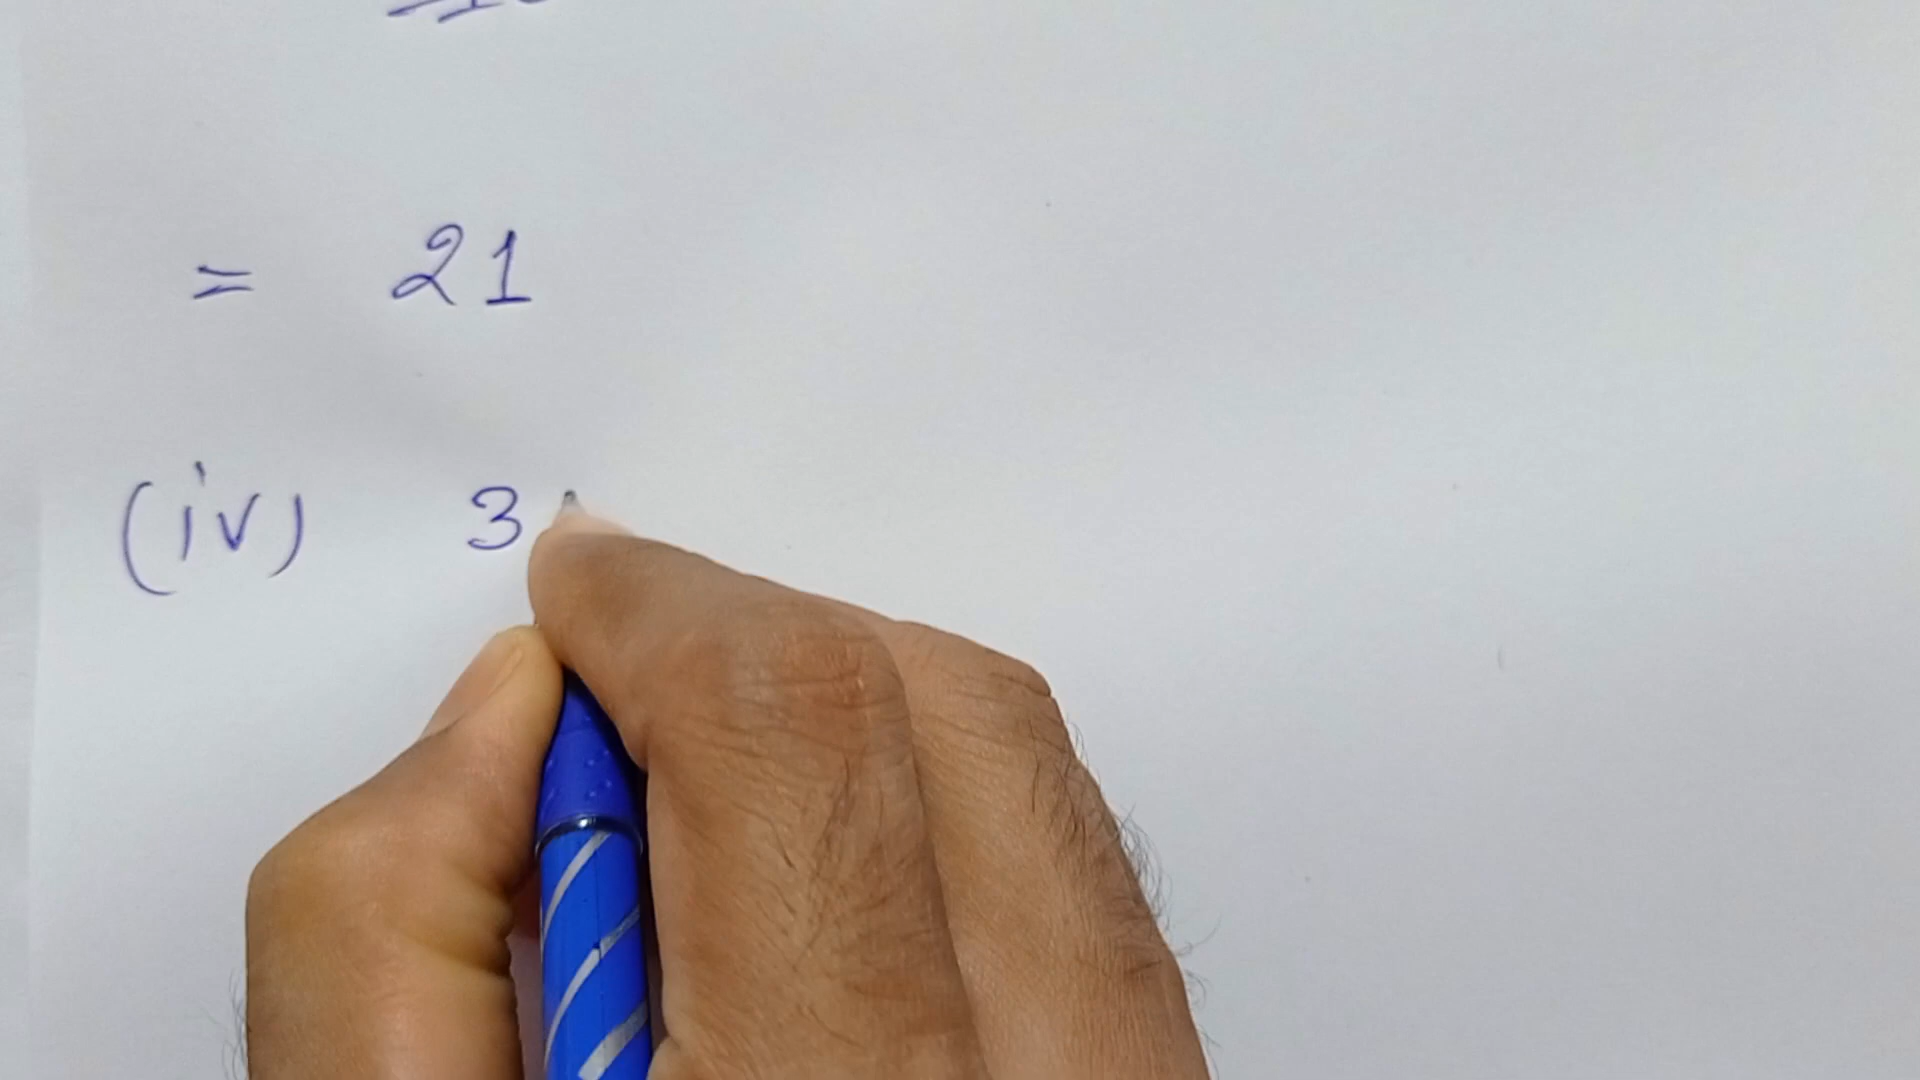 = 21
(iv) 3